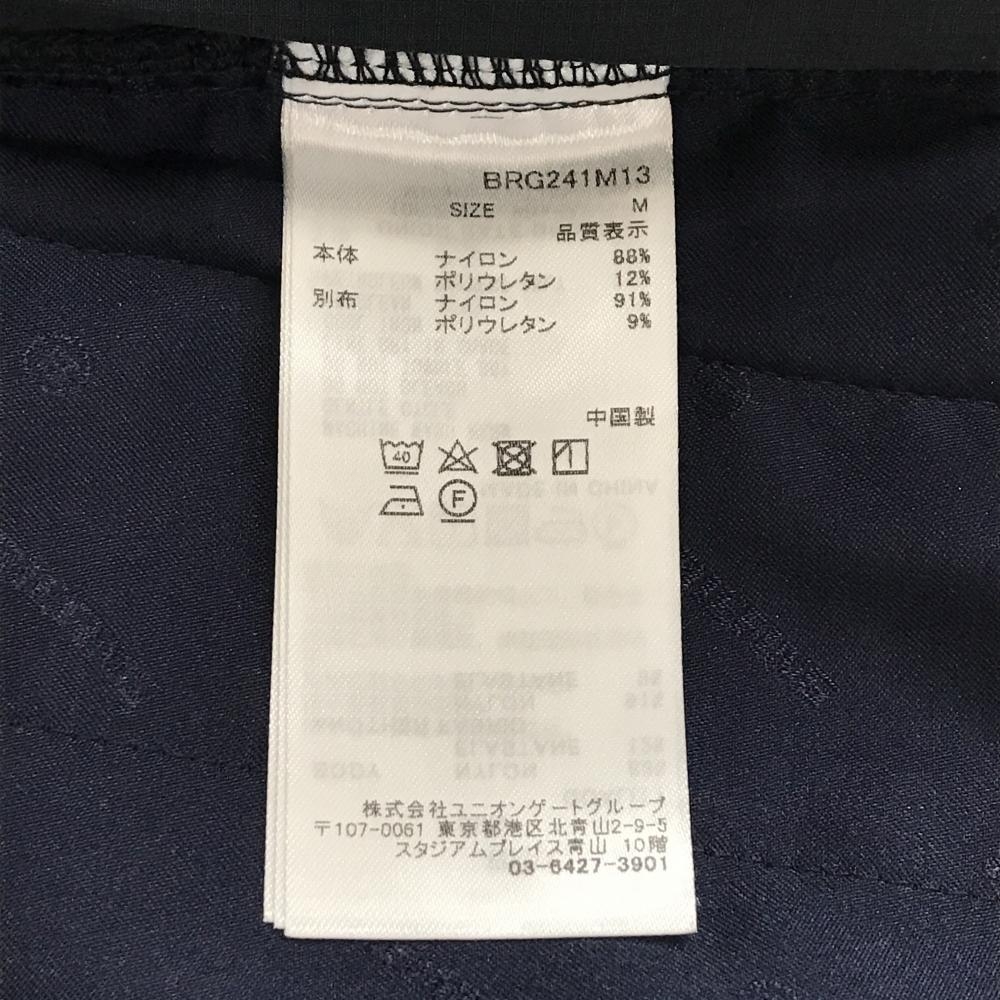 BRG241M13
SIZE M
品質表示
本体 ナイロン 88%
ポリウレタン 12%
別布 ナイロン 91%
ポリウレタン 9%
中国製
40
F
MADE IN CHINA
株式会社ユニオンゲートグループ
〒107-0061 東京都港区北青山2-9-5
スタジアムプレイス青山 10階
03-6427-3901